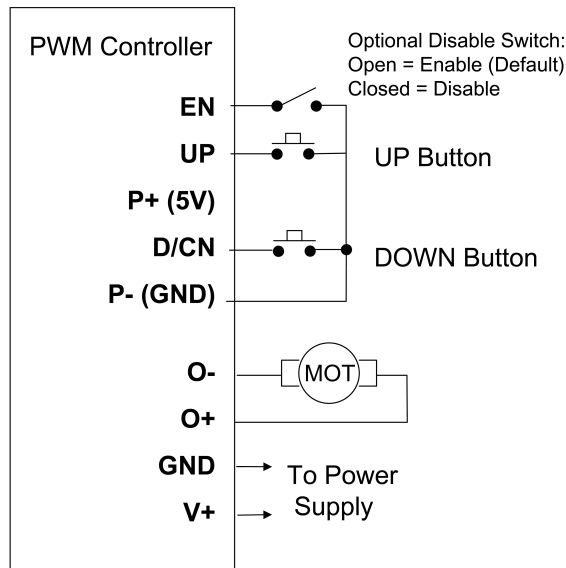 PWM Controller
Optional Disable Switch:
Open = Enable (Default)
Closed = Disable
EN
UP
UP Button
P+ (5V)
D/CN
DOWN Button
P- (GND)
O-
MOT
O+
GND
To Power
Supply
V+